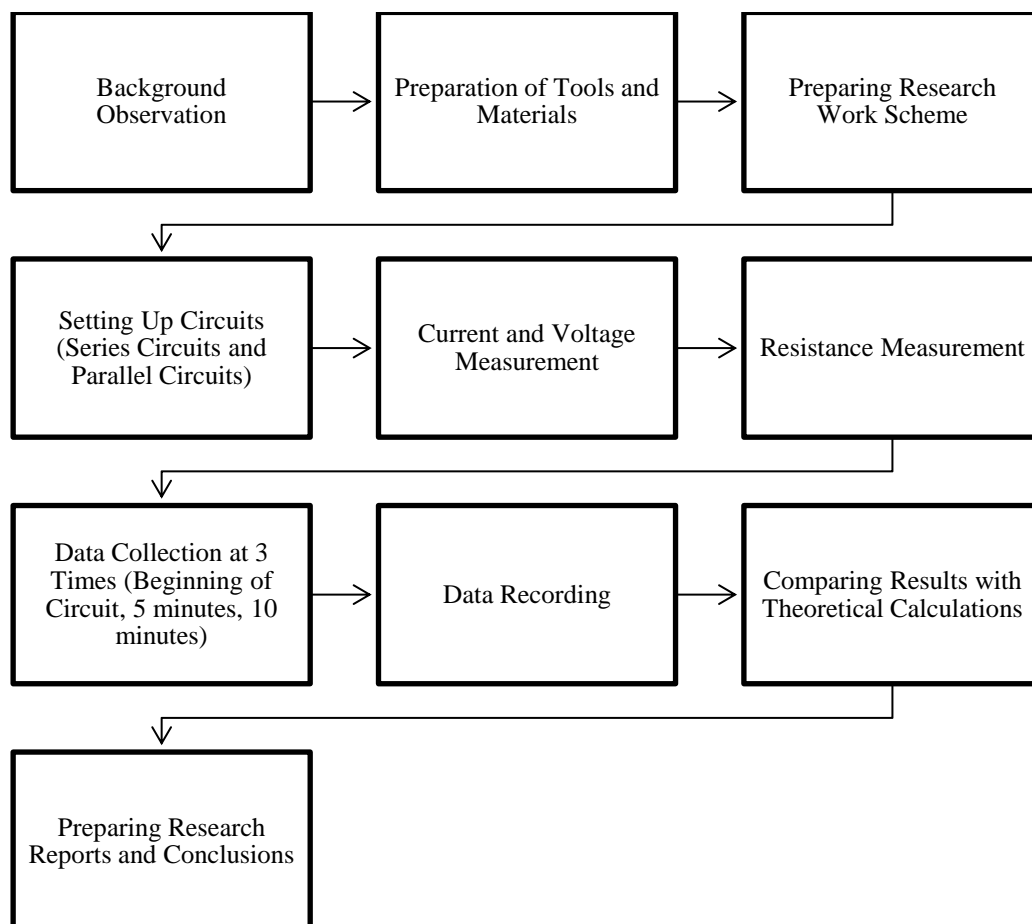 Background
Observation
Preparation of Tools and
Materials
Preparing Research
Work Scheme
Setting Up Circuits
(Series Circuits and
Parallel Circuits)
Current and Voltage
Measurement
Resistance Measurement
Data Collection at 3
Times (Beginning of
Circuit, 5 minutes, 10
minutes)
Data Recording
Comparing Results with
Theoretical Calculations
Preparing Research
Reports and Conclusions